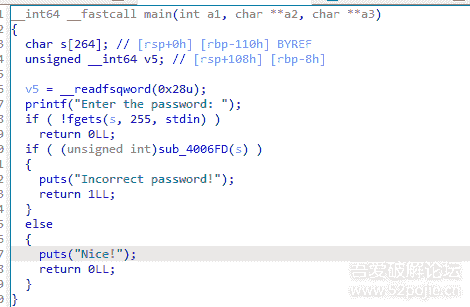 __int64 __fastcall main(int a1, char **a2, char **a3)
{
char s[264]; // [rsp+0h] [rbp-110h] BYREF
unsigned __int64 v5; // [rsp+108h] [rbp-8h]
v5 = __readfsqword(0x28u);
printf("Enter the password: ");
if ( !fgets(s, 255, stdin) )
return 0LL;
if ( (unsigned int)sub_4006FD(s) )
{
puts("Incorrect password!");
return 1LL;
}
else
{
puts("Nice!");
return 0LL;
}
}
吾爱破解论坛
www.52pojie.cn